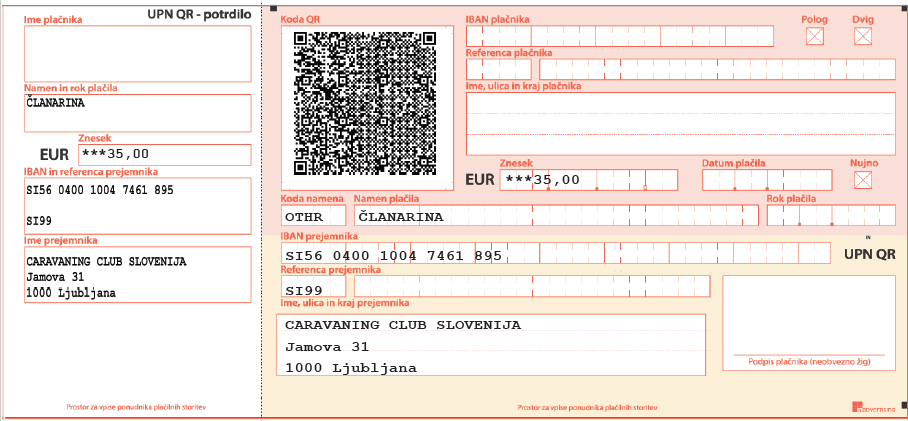 UPN QR - potrdilo
Ime plačnika
Namen in rok plačila
ČLANARINA
Znesek
EUR ***35,00
IBAN in referenca prejemnika
SI56 0400 1004 7461 895
SI99
Ime prejemnika
CARAVANING CLUB SLOVENIJA
Jamova 31
1000 Ljubljana
Prostor za vpise ponudnika plačilnih storitev
Koda QR
IBAN plačnika
Polog
Dvig
Referenca plačnika
Ime, ulica in kraj plačnika
Znesek
Datum plačila
Nujno
EUR ***35,00
Koda namena
Namen plačila
Rok plačila
OTHR
ČLANARINA
IBAN prejemnika
IN
SI56 0400 1004 7461 895
UPN QR
Referenca prejemnika
SI99
Ime, ulica in kraj prejemnika
CARAVANING CLUB SLOVENIJA
Jamova 31
1000 Ljubljana
Podpis plačnika (neobvezno žig)
Prostor za vpise ponudnika plačilnih storitev